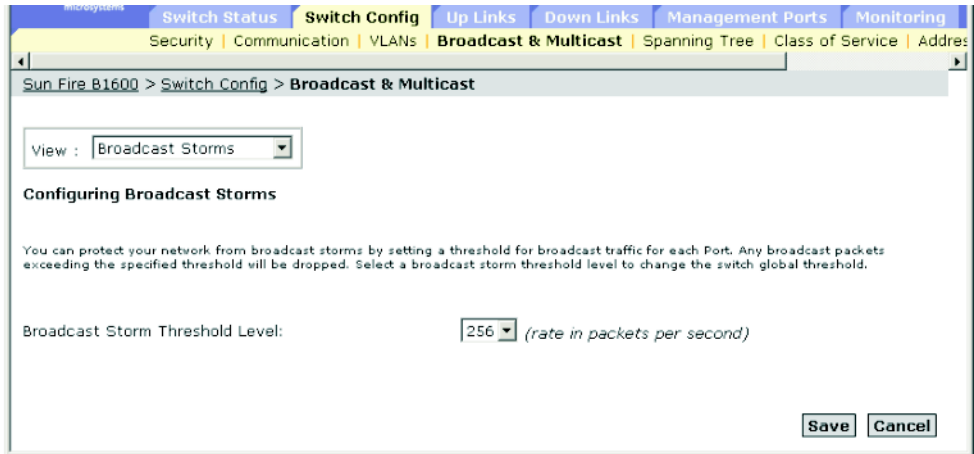 microsystems
Switch Status Switch Config Up Links Down Links Management Ports Monitoring
Security | Communication | VLANs | Broadcast & Multicast | Spanning Tree | Class of Service | Addres
Sun Fire B1600 > Switch Config > Broadcast & Multicast
View : Broadcast Storms
Configuring Broadcast Storms
You can protect your network from broadcast storms by setting a threshold for broadcast traffic for each Port. Any broadcast packets
exceeding the specified threshold will be dropped. Select a broadcast storm threshold level to change the switch global threshold.
Broadcast Storm Threshold Level: 256 (rate in packets per second)
Save Cancel